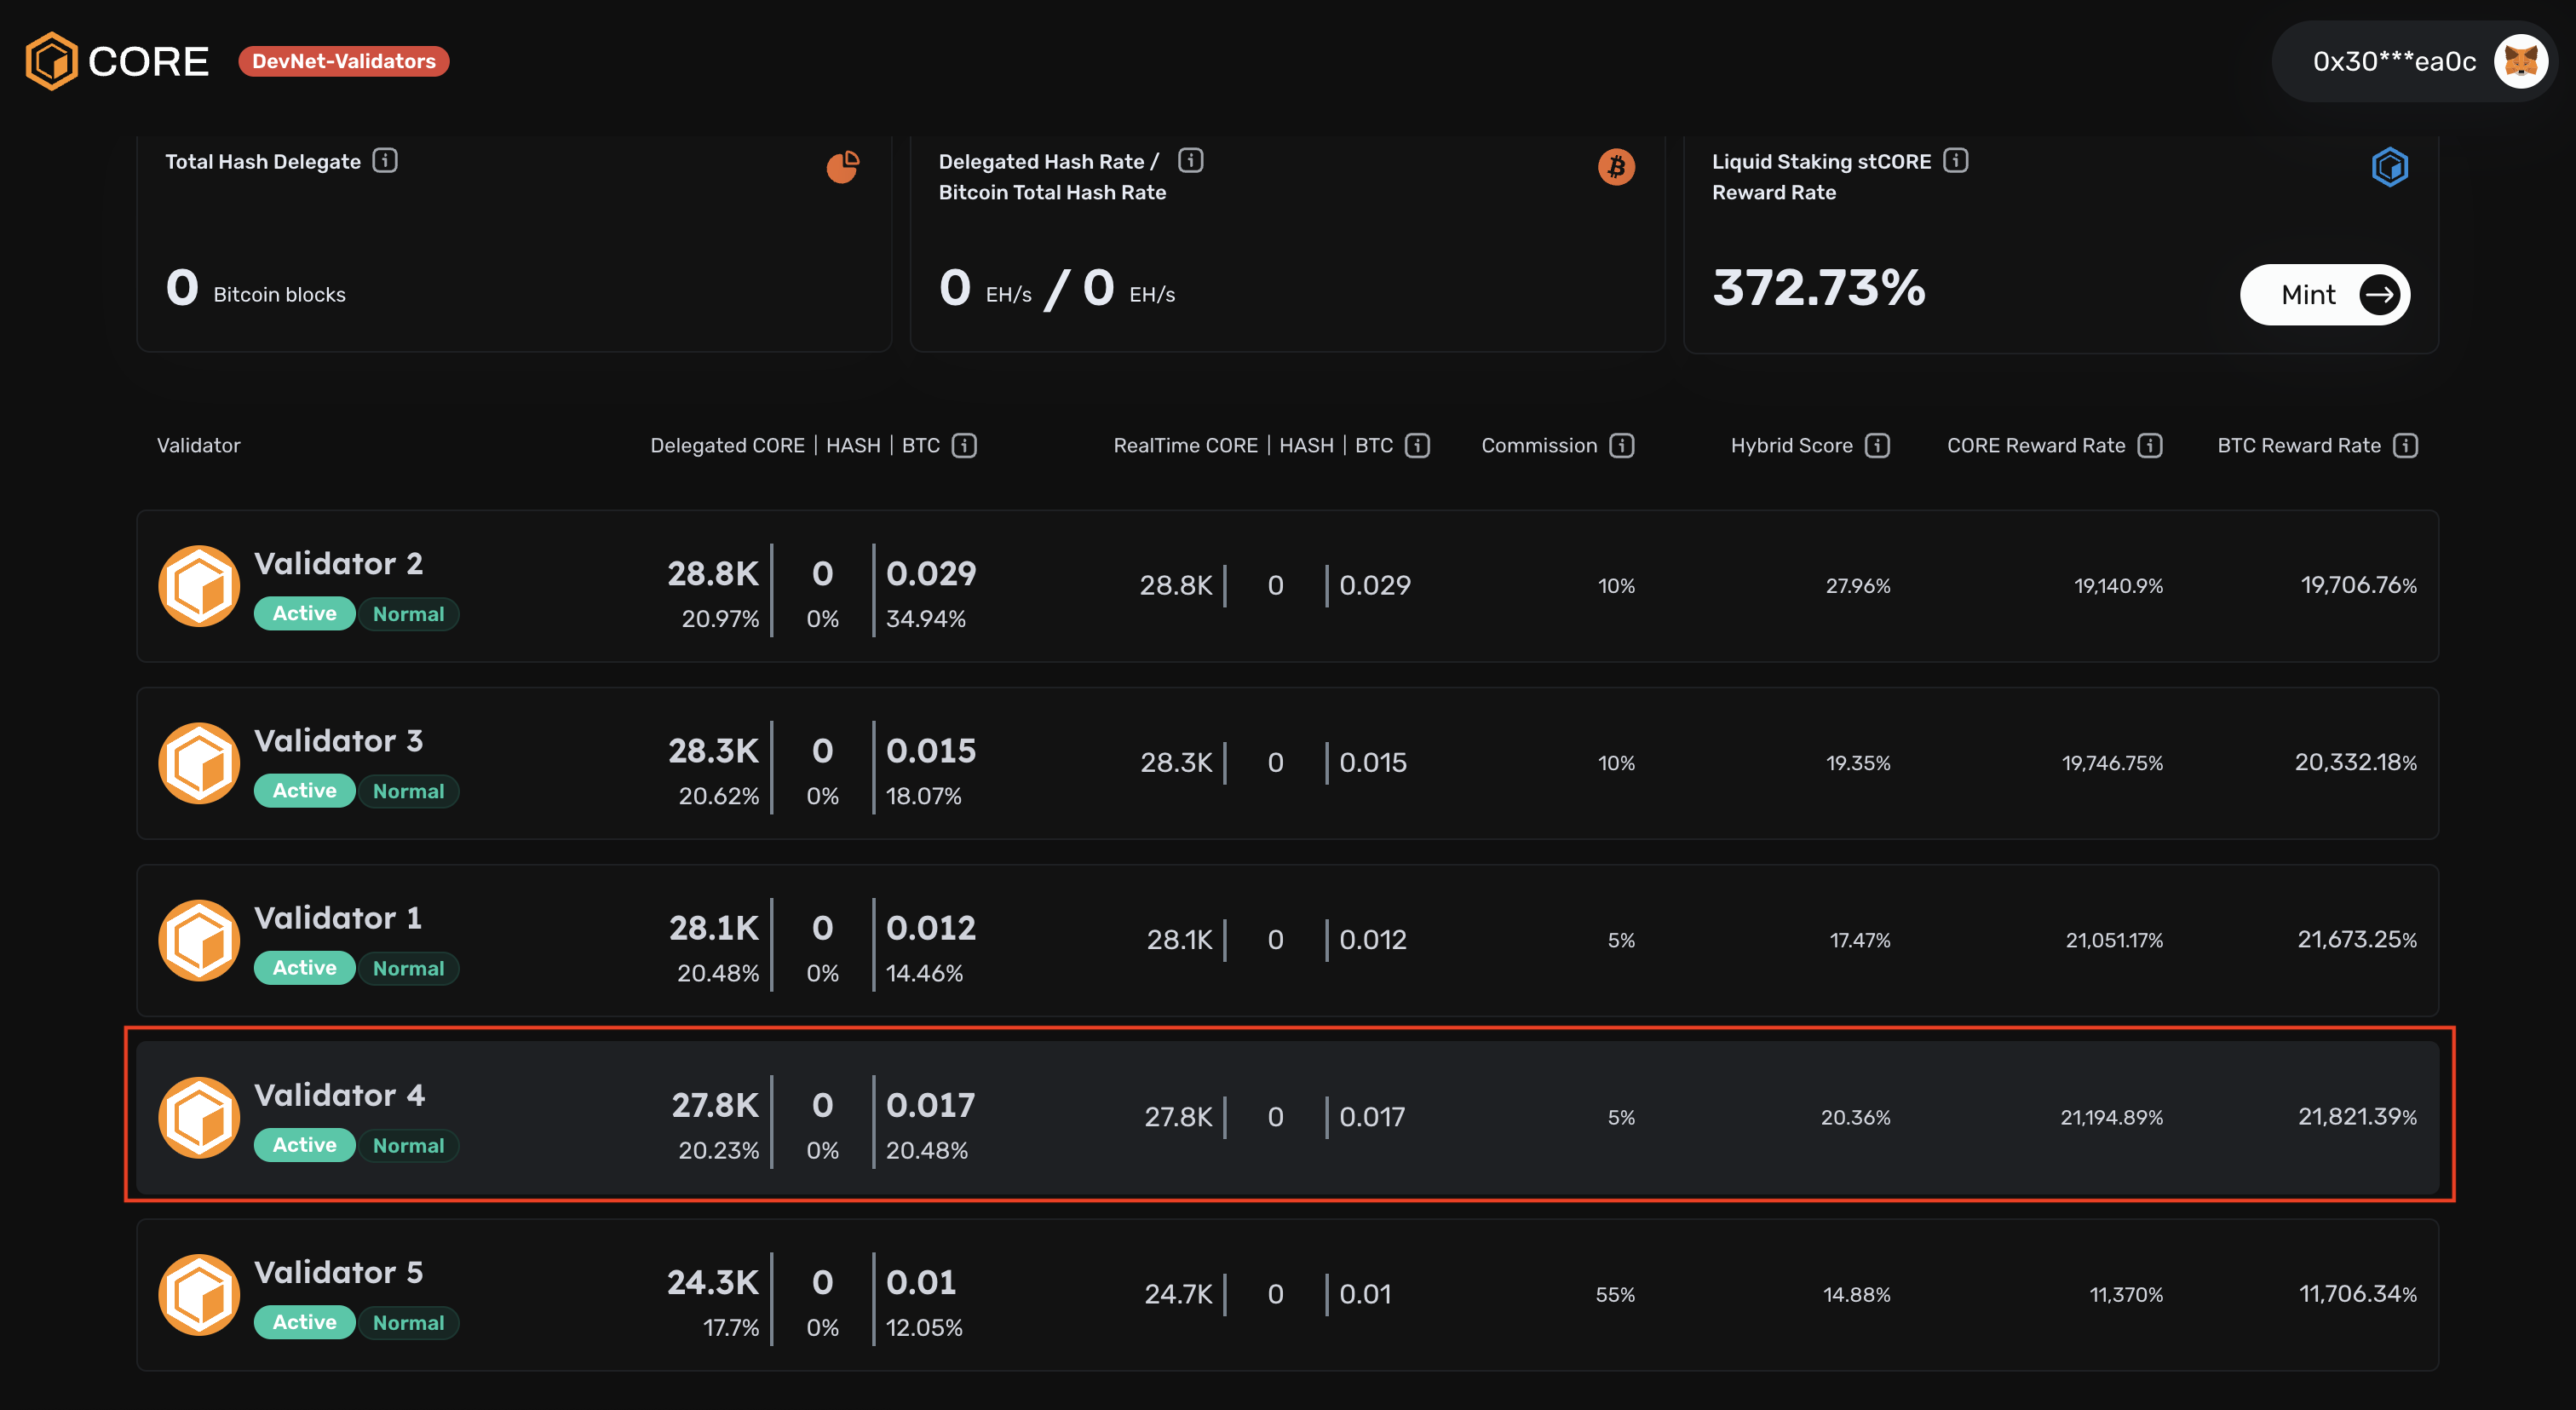 CORE DevNet-Validators 0x30***ea0c
Total Hash Delegate
0 Bitcoin blocks
Delegated Hash Rate /
Bitcoin Total Hash Rate
0 EH/s / 0 EH/s
Liquid Staking stCORE
Reward Rate
372.73% Mint
Validator Delegated CORE | HASH | BTC RealTime CORE | HASH | BTC Commission Hybrid Score CORE Reward Rate BTC Reward Rate
Validator 2
Active Normal
28.8K 0 0.029
20.97% 0% 34.94%
28.8K 0 0.029 10% 27.96% 19,140.9% 19,706.76%
Validator 3
Active Normal
28.3K 0 0.015
20.62% 0% 18.07%
28.3K 0 0.015 10% 19.35% 19,746.75% 20,332.18%
Validator 1
Active Normal
28.1K 0 0.012
20.48% 0% 14.46%
28.1K 0 0.012 5% 17.47% 21,051.17% 21,673.25%
Validator 4
Active Normal
27.8K 0 0.017
20.23% 0% 20.48%
27.8K 0 0.017 5% 20.36% 21,194.89% 21,821.39%
Validator 5
Active Normal
24.3K 0 0.01
17.7% 0% 12.05%
24.7K 0 0.01 55% 14.88% 11,370% 11,706.34%